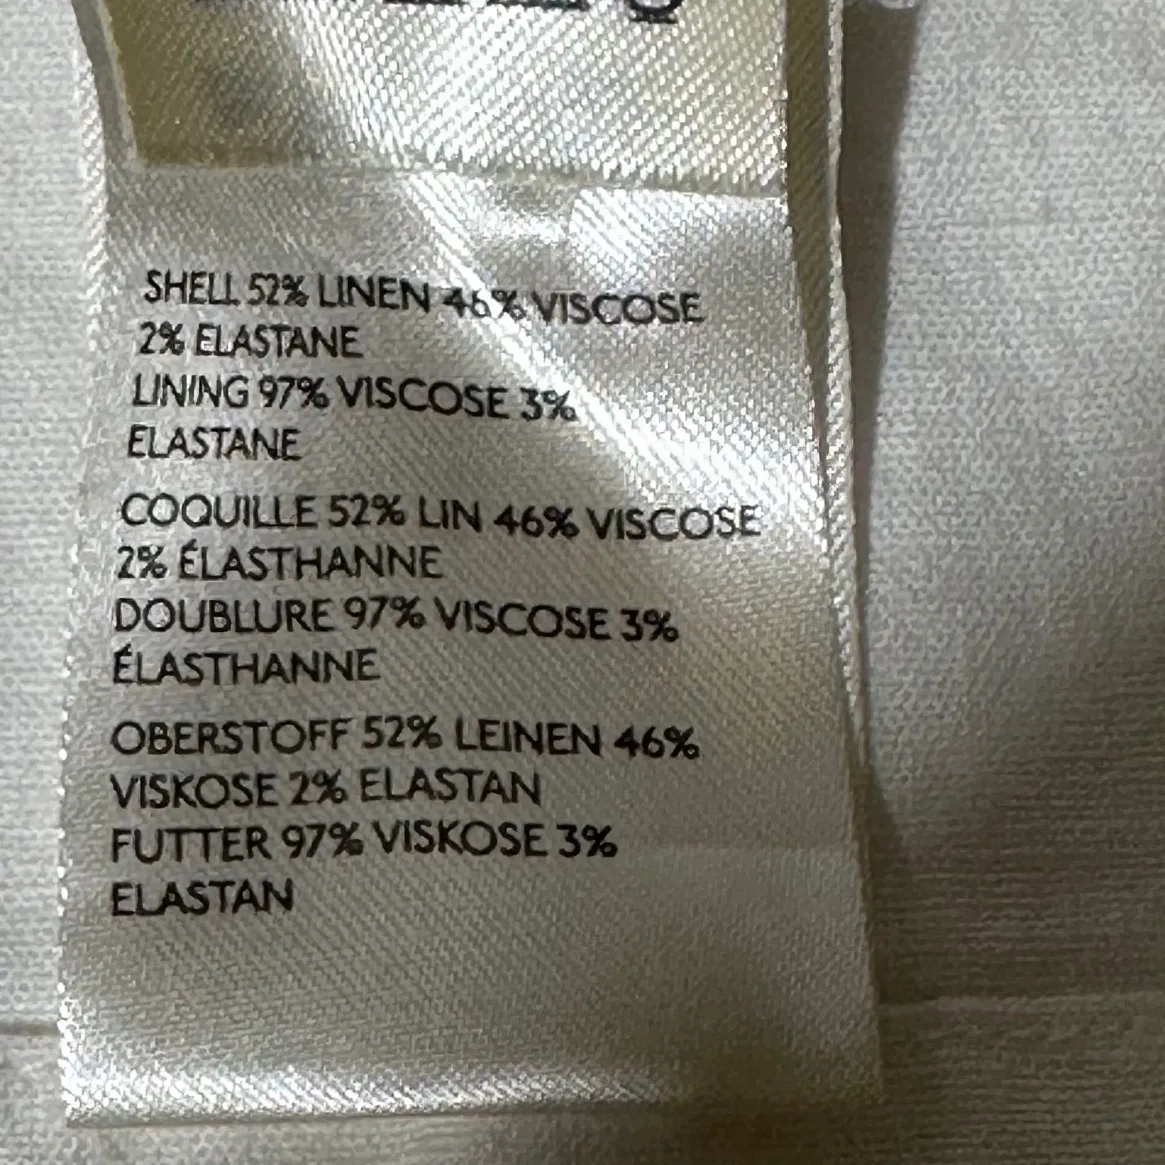 SHELL 52% LINEN 46% VISCOSE
2% ELASTANE
LINING 97% VISCOSE 3%
ELASTANE
COQUILLE 52% LIN 46% VISCOSE
2% ÉLASTHANNE
DOUBLURE 97% VISCOSE 3%
ÉLASTHANNE
OBERSTOFF 52% LEINEN 46%
VISKOSE 2% ELASTAN
FUTTER 97% VISKOSE 3%
ELASTAN